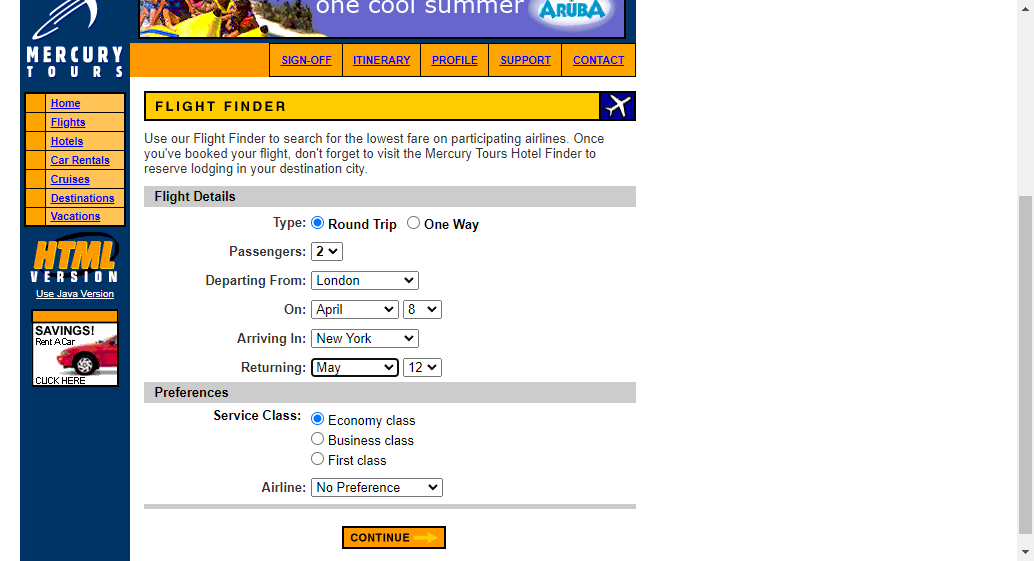 one cool summer ARUBA
MERCURY
TOURS
SIGN-OFF ITINERARY PROFILE SUPPORT CONTACT
Home
Flights
Hotels
Car Rentals
Cruises
Destinations
Vacations
HTML
VERSION
Use Java Version
SAVINGS!
Rent A Car
CLICK HERE
FLIGHT FINDER
Use our Flight Finder to search for the lowest fare on participating airlines. Once
you've booked your flight, don't forget to visit the Mercury Tours Hotel Finder to
reserve lodging in your destination city.
Flight Details
Type: Round Trip One Way
Passengers: 2
Departing From: London
On: April 8
Arriving In: New York
Returning: May 12
Preferences
Service Class: Economy class
Business class
First class
Airline: No Preference
CONTINUE